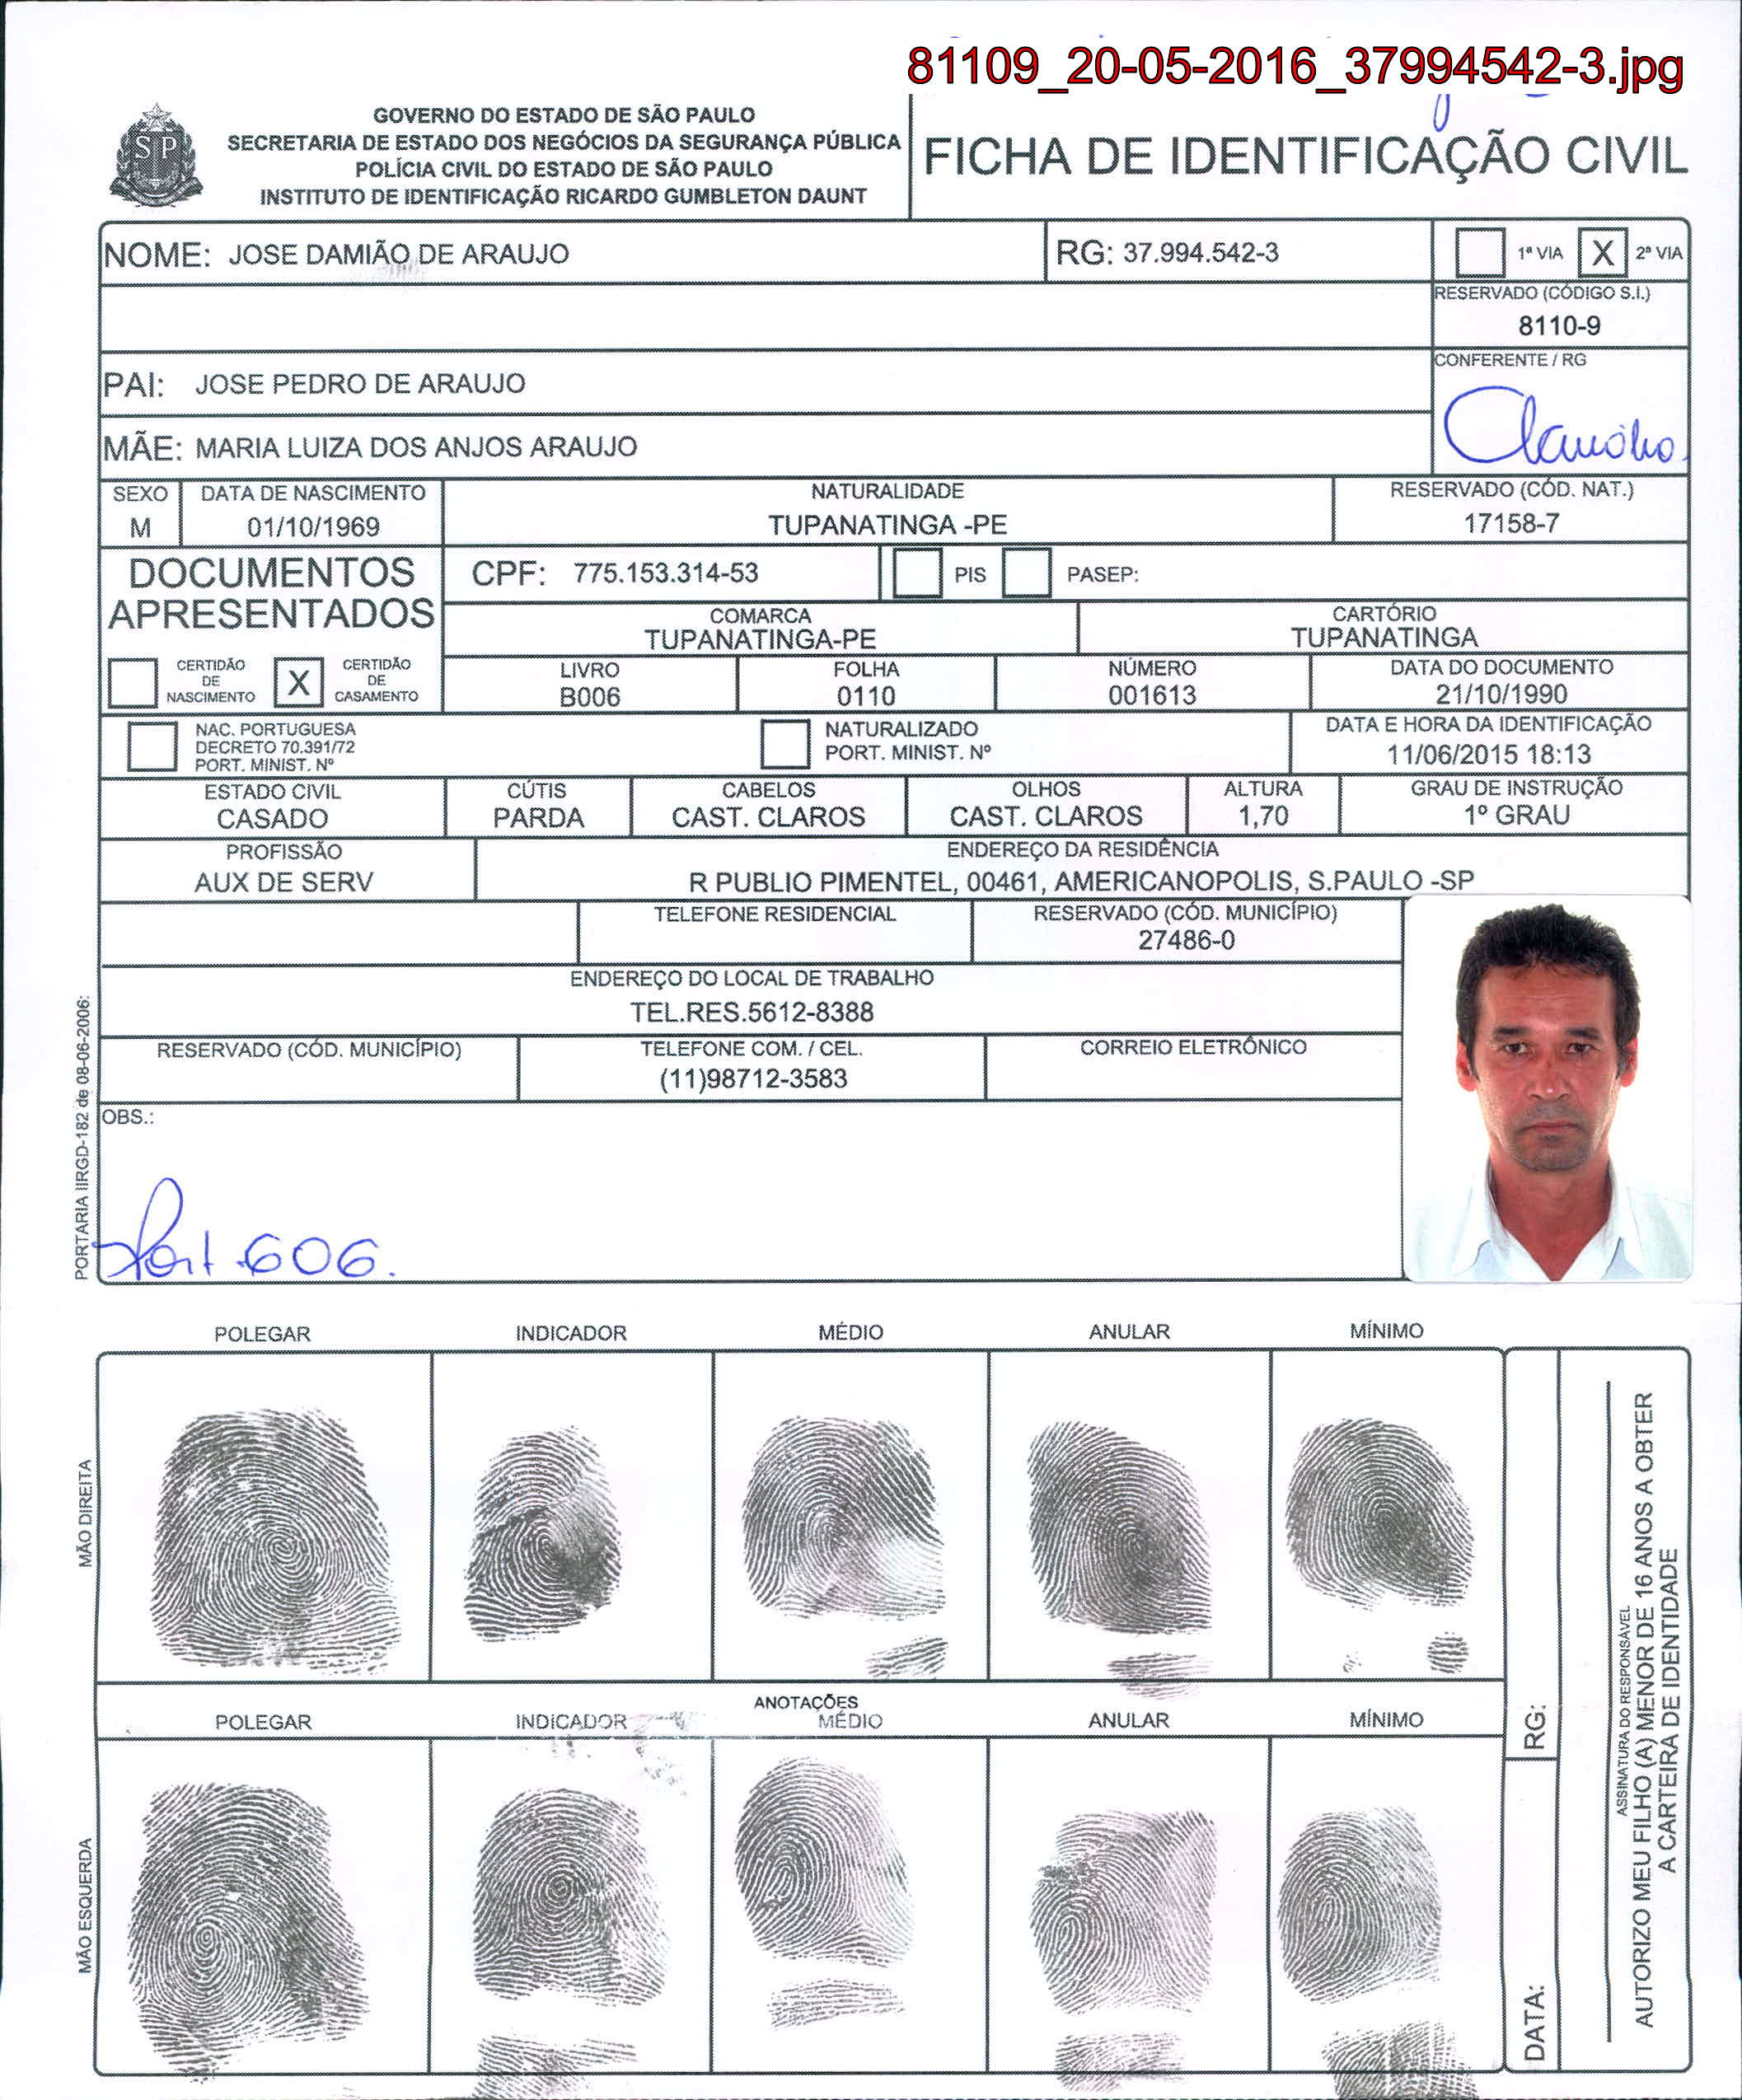 81109_20-05-2016_37994542-3.jpg
GOVERNO DO ESTADO DE SÃO PAULO
SECRETARIA DE ESTADO DOS NEGÓCIOS DA SEGURANÇA PÚBLICA
POLÍCIA CIVIL DO ESTADO DE SÃO PAULO
INSTITUTO DE IDENTIFICAÇÃO RICARDO GUMBLETON DAUNT
SP
FICHA DE IDENTIFICAÇÃO CIVIL
NOME: JOSE DAMIÃO DE ARAUJO
RG: 37.994.542-3
1ª VIA X 2ª VIA
RESERVADO (CÓDIGO S.I.)
8110-9
PAI: JOSE PEDRO DE ARAUJO
CONFERENTE / RG
MÃE: MARIA LUIZA DOS ANJOS ARAUJO
SEXO
M
DATA DE NASCIMENTO
01/10/1969
NATURALIDADE
TUPANATINGA -PE
RESERVADO (CÓD. NAT.)
17158-7
DOCUMENTOS
APRESENTADOS
CPF: 775.153.314-53
PIS
PASEP:
COMARCA
TUPANATINGA-PE
CARTÓRIO
TUPANATINGA
CERTIDÃO
DE
NASCIMENTO
X
CERTIDÃO
DE
CASAMENTO
LIVRO
B006
FOLHA
0110
NÚMERO
001613
DATA DO DOCUMENTO
21/10/1990
NAC. PORTUGUESA
DECRETO 70.391/72
PORT. MINIST. Nº
NATURALIZADO
PORT. MINIST. Nº
DATA E HORA DA IDENTIFICAÇÃO
11/06/2015 18:13
ESTADO CIVIL
CASADO
CÚTIS
PARDA
CABELOS
CAST. CLAROS
OLHOS
CAST. CLAROS
ALTURA
1,70
GRAU DE INSTRUÇÃO
1º GRAU
PROFISSÃO
AUX DE SERV
ENDEREÇO DA RESIDÊNCIA
R PUBLIO PIMENTEL, 00461, AMERICANOPOLIS, S.PAULO -SP
TELEFONE RESIDENCIAL
RESERVADO (CÓD. MUNICÍPIO)
27486-0
ENDEREÇO DO LOCAL DE TRABALHO
TEL.RES.5612-8388
RESERVADO (CÓD. MUNICÍPIO)
TELEFONE COM. / CEL.
(11)98712-3583
CORREIO ELETRÔNICO
OBS.:
Port.606.
PORTARIA IIRGD-182 de 08-06-2006:
POLEGAR INDICADOR MÉDIO ANULAR MÍNIMO
MÃO DIREITA
ANOTAÇÕES
POLEGAR INDICADOR MÉDIO ANULAR MÍNIMO
MÃO ESQUERDA
RG:
DATA:
ASSINATURA DO RESPONSÁVEL
AUTORIZO MEU FILHO (A) MENOR DE 16 ANOS A OBTER
A CARTEIRA DE IDENTIDADE